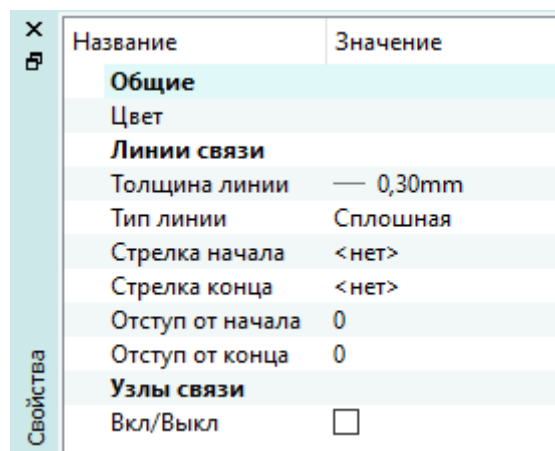 Название Значение
Общие
Цвет
Линии связи
Толщина линии 0,30mm
Тип линии Сплошная
Стрелка начала <нет>
Стрелка конца <нет>
Отступ от начала 0
Отступ от конца 0
Узлы связи
Вкл/Выкл
Свойства